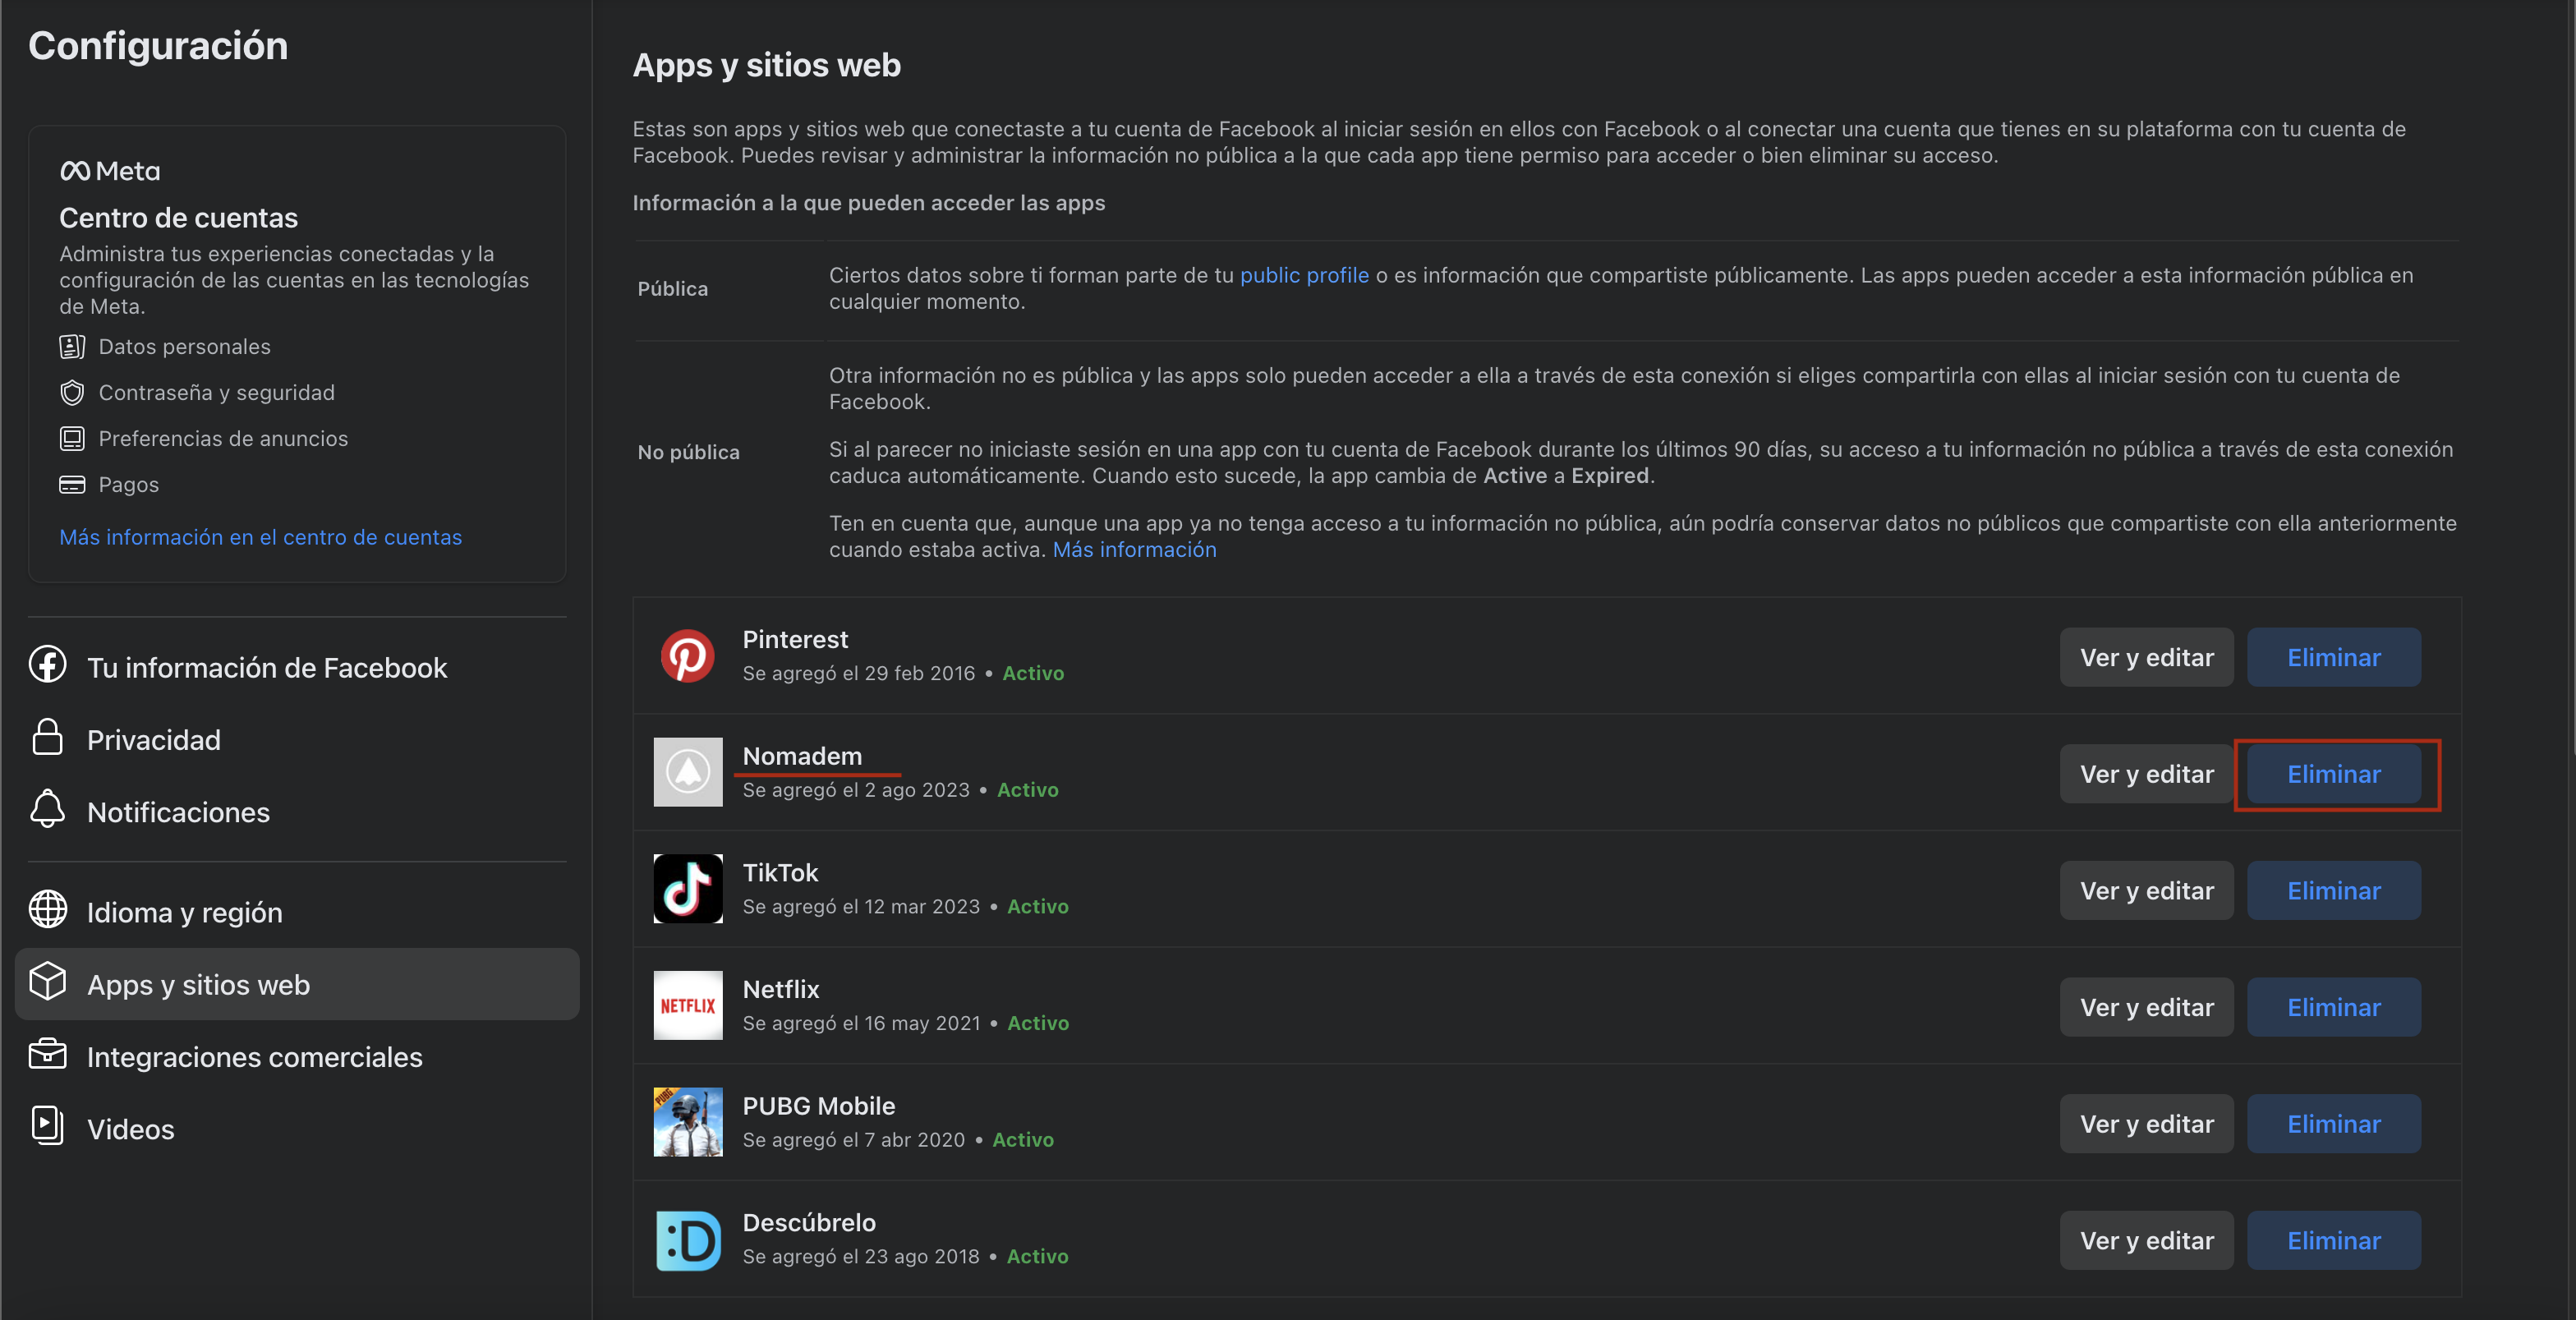 Configuración
Meta
Centro de cuentas
Administra tus experiencias conectadas y la
configuración de las cuentas en las tecnologías
de Meta.
Datos personales
Contraseña y seguridad
Preferencias de anuncios
Pagos
Más información en el centro de cuentas
Tu información de Facebook
Privacidad
Notificaciones
Idioma y región
Apps y sitios web
Integraciones comerciales
Videos
Apps y sitios web
Estas son apps y sitios web que conectaste a tu cuenta de Facebook al iniciar sesión en ellos con Facebook o al conectar una cuenta que tienes en su plataforma con tu cuenta de
Facebook. Puedes revisar y administrar la información no pública a la que cada app tiene permiso para acceder o bien eliminar su acceso.
Información a la que pueden acceder las apps
Pública
Ciertos datos sobre ti forman parte de tu public profile o es información que compartiste públicamente. Las apps pueden acceder a esta información pública en
cualquier momento.
No pública
Otra información no es pública y las apps solo pueden acceder a ella a través de esta conexión si eliges compartirla con ellas al iniciar sesión con tu cuenta de
Facebook.
Si al parecer no iniciaste sesión en una app con tu cuenta de Facebook durante los últimos 90 días, su acceso a tu información no pública a través de esta conexión
caduca automáticamente. Cuando esto sucede, la app cambia de Active a Expired.
Ten en cuenta que, aunque una app ya no tenga acceso a tu información no pública, aún podría conservar datos no públicos que compartiste con ella anteriormente
cuando estaba activa. Más información
Pinterest
Se agregó el 29 feb 2016 • Activo
Ver y editar Eliminar
Nomadem
Se agregó el 2 ago 2023 • Activo
Ver y editar Eliminar
TikTok
Se agregó el 12 mar 2023 • Activo
Ver y editar Eliminar
NETFLIX
Netflix
Se agregó el 16 may 2021 • Activo
Ver y editar Eliminar
PUBG
PUBG Mobile
Se agregó el 7 abr 2020 • Activo
Ver y editar Eliminar
:D
Descúbrelo
Se agregó el 23 ago 2018 • Activo
Ver y editar Eliminar